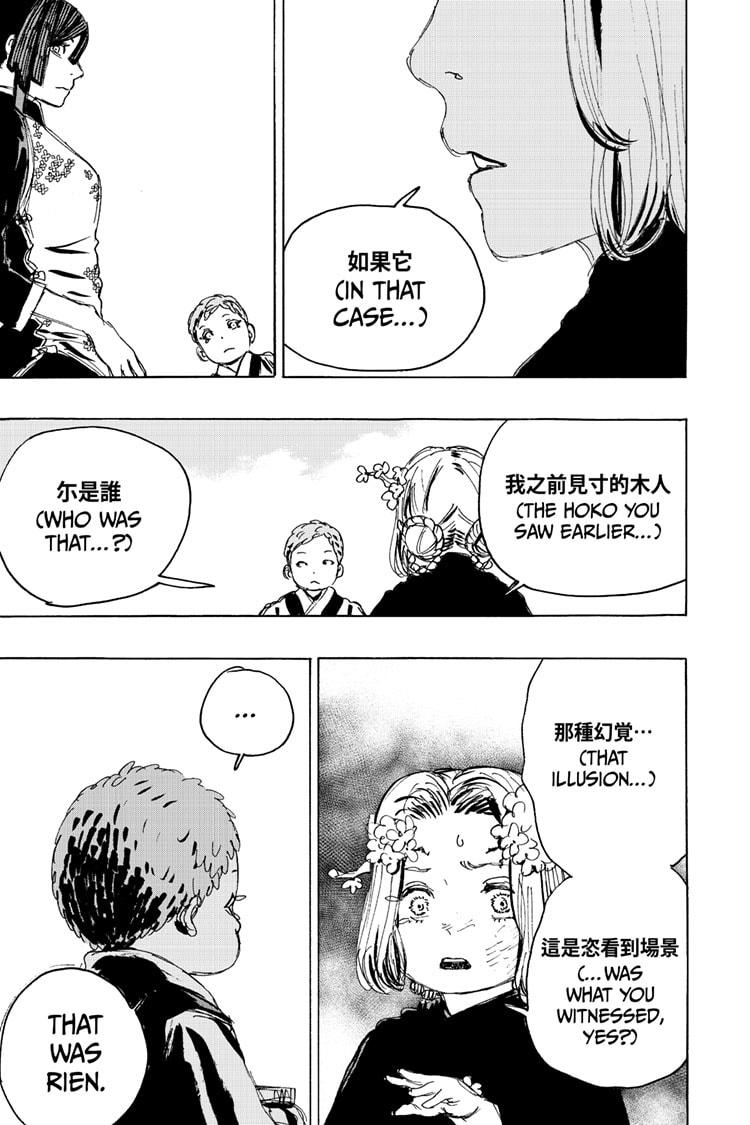 如果它
(IN THAT
CASE...)
我之前見寸的木人
(THE HOKO YOU
SAW EARLIER...)
尓是誰
(WHO WAS
THAT...?)
那種幻覚…
(THAT
ILLUSION...)
這是恣看到場景
(...WAS
WHAT YOU
WITNESSED,
YES?)
...
THAT
WAS
RIEN.